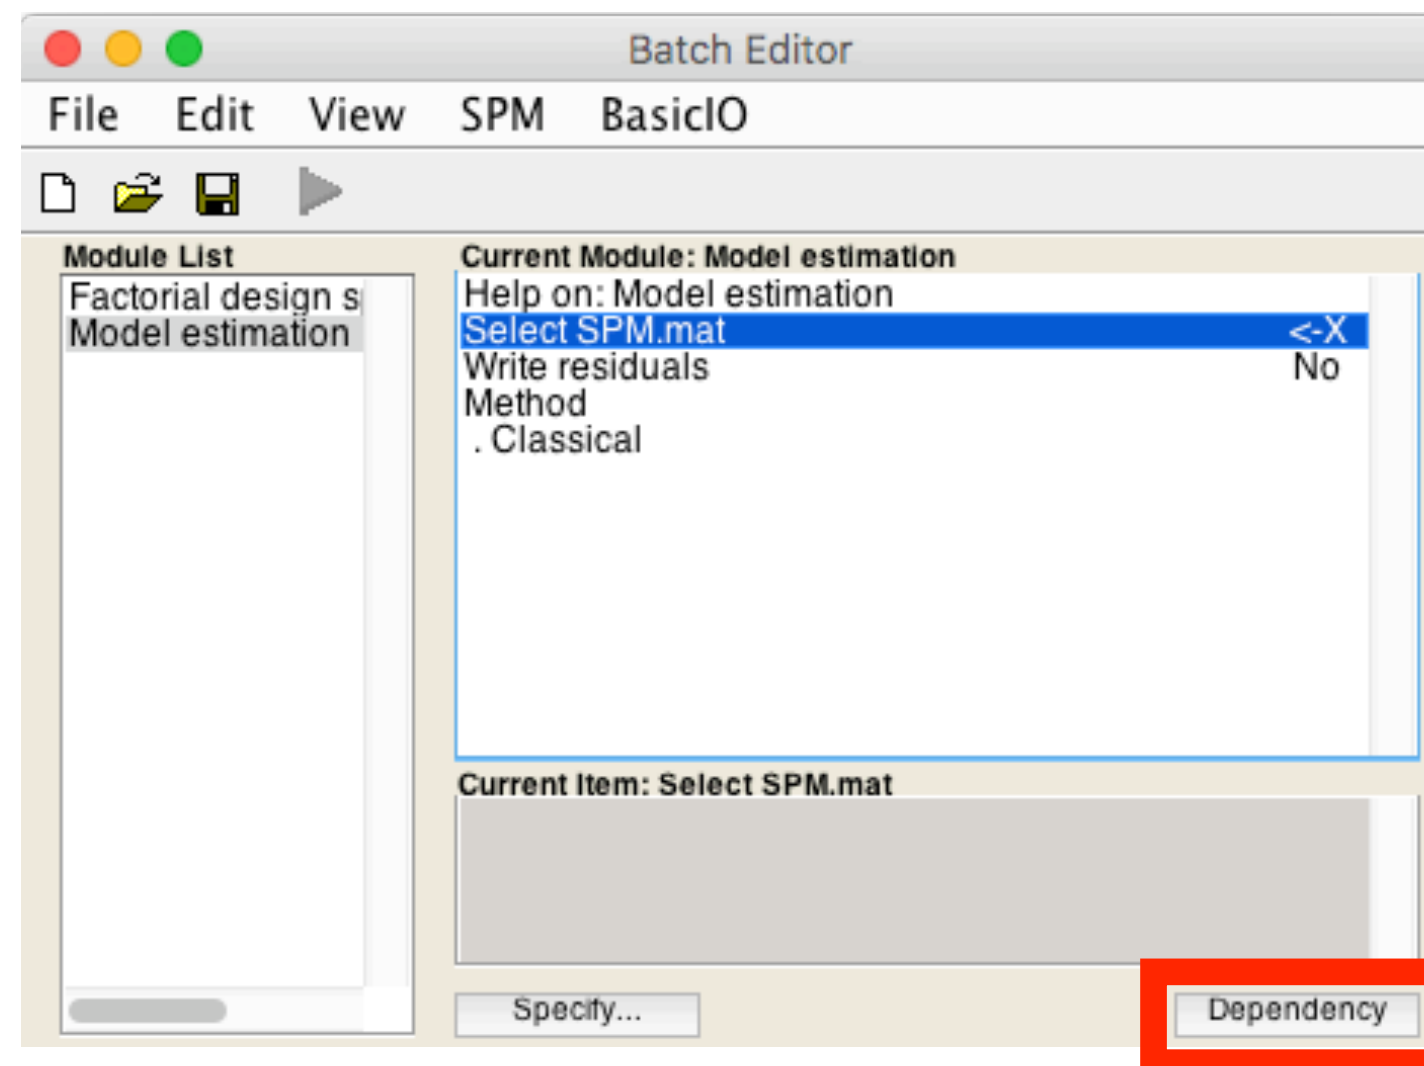 Batch Editor
File Edit View SPM BasicIO
Module List
Factorial design s
Model estimation
Current Module: Model estimation
Help on: Model estimation
Select SPM.mat <-X
Write residuals No
Method
. Classical
Current Item: Select SPM.mat
Specify...
Dependency